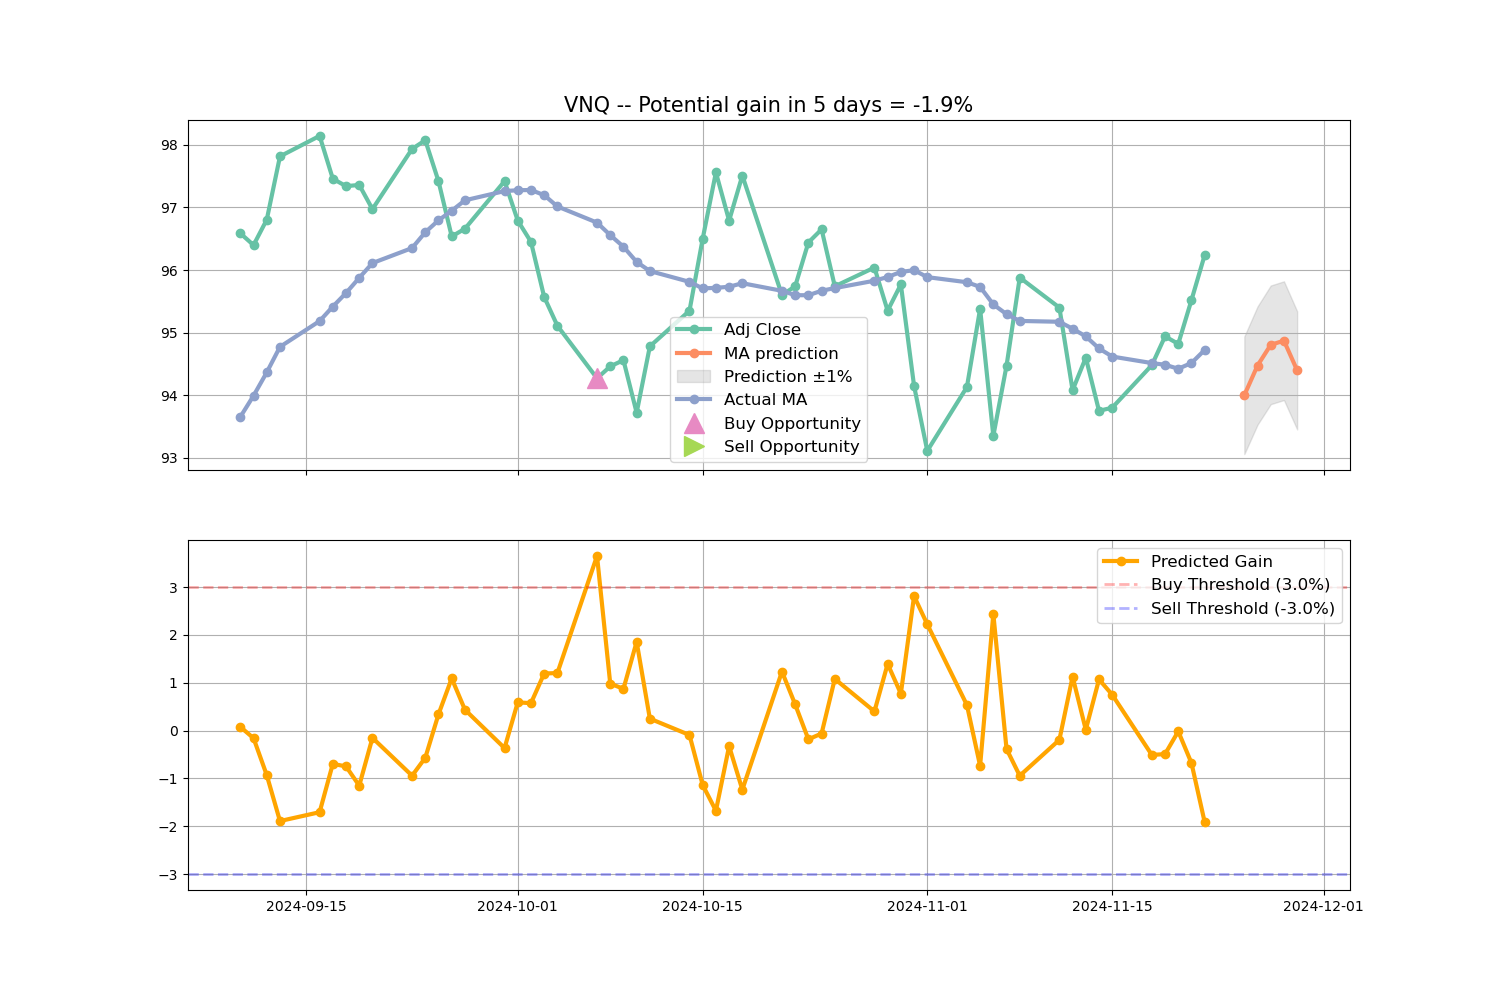 VNQ -- Potential gain in 5 days = -1.9%
98
97
96
95
94
93
Adj Close
MA prediction
Prediction ±1%
Actual MA
Buy Opportunity
Sell Opportunity
3
2
1
0
−1
−2
−3
Predicted Gain
Buy Threshold (3.0%)
Sell Threshold (-3.0%)
2024-09-15 2024-10-01 2024-10-15 2024-11-01 2024-11-15 2024-12-01